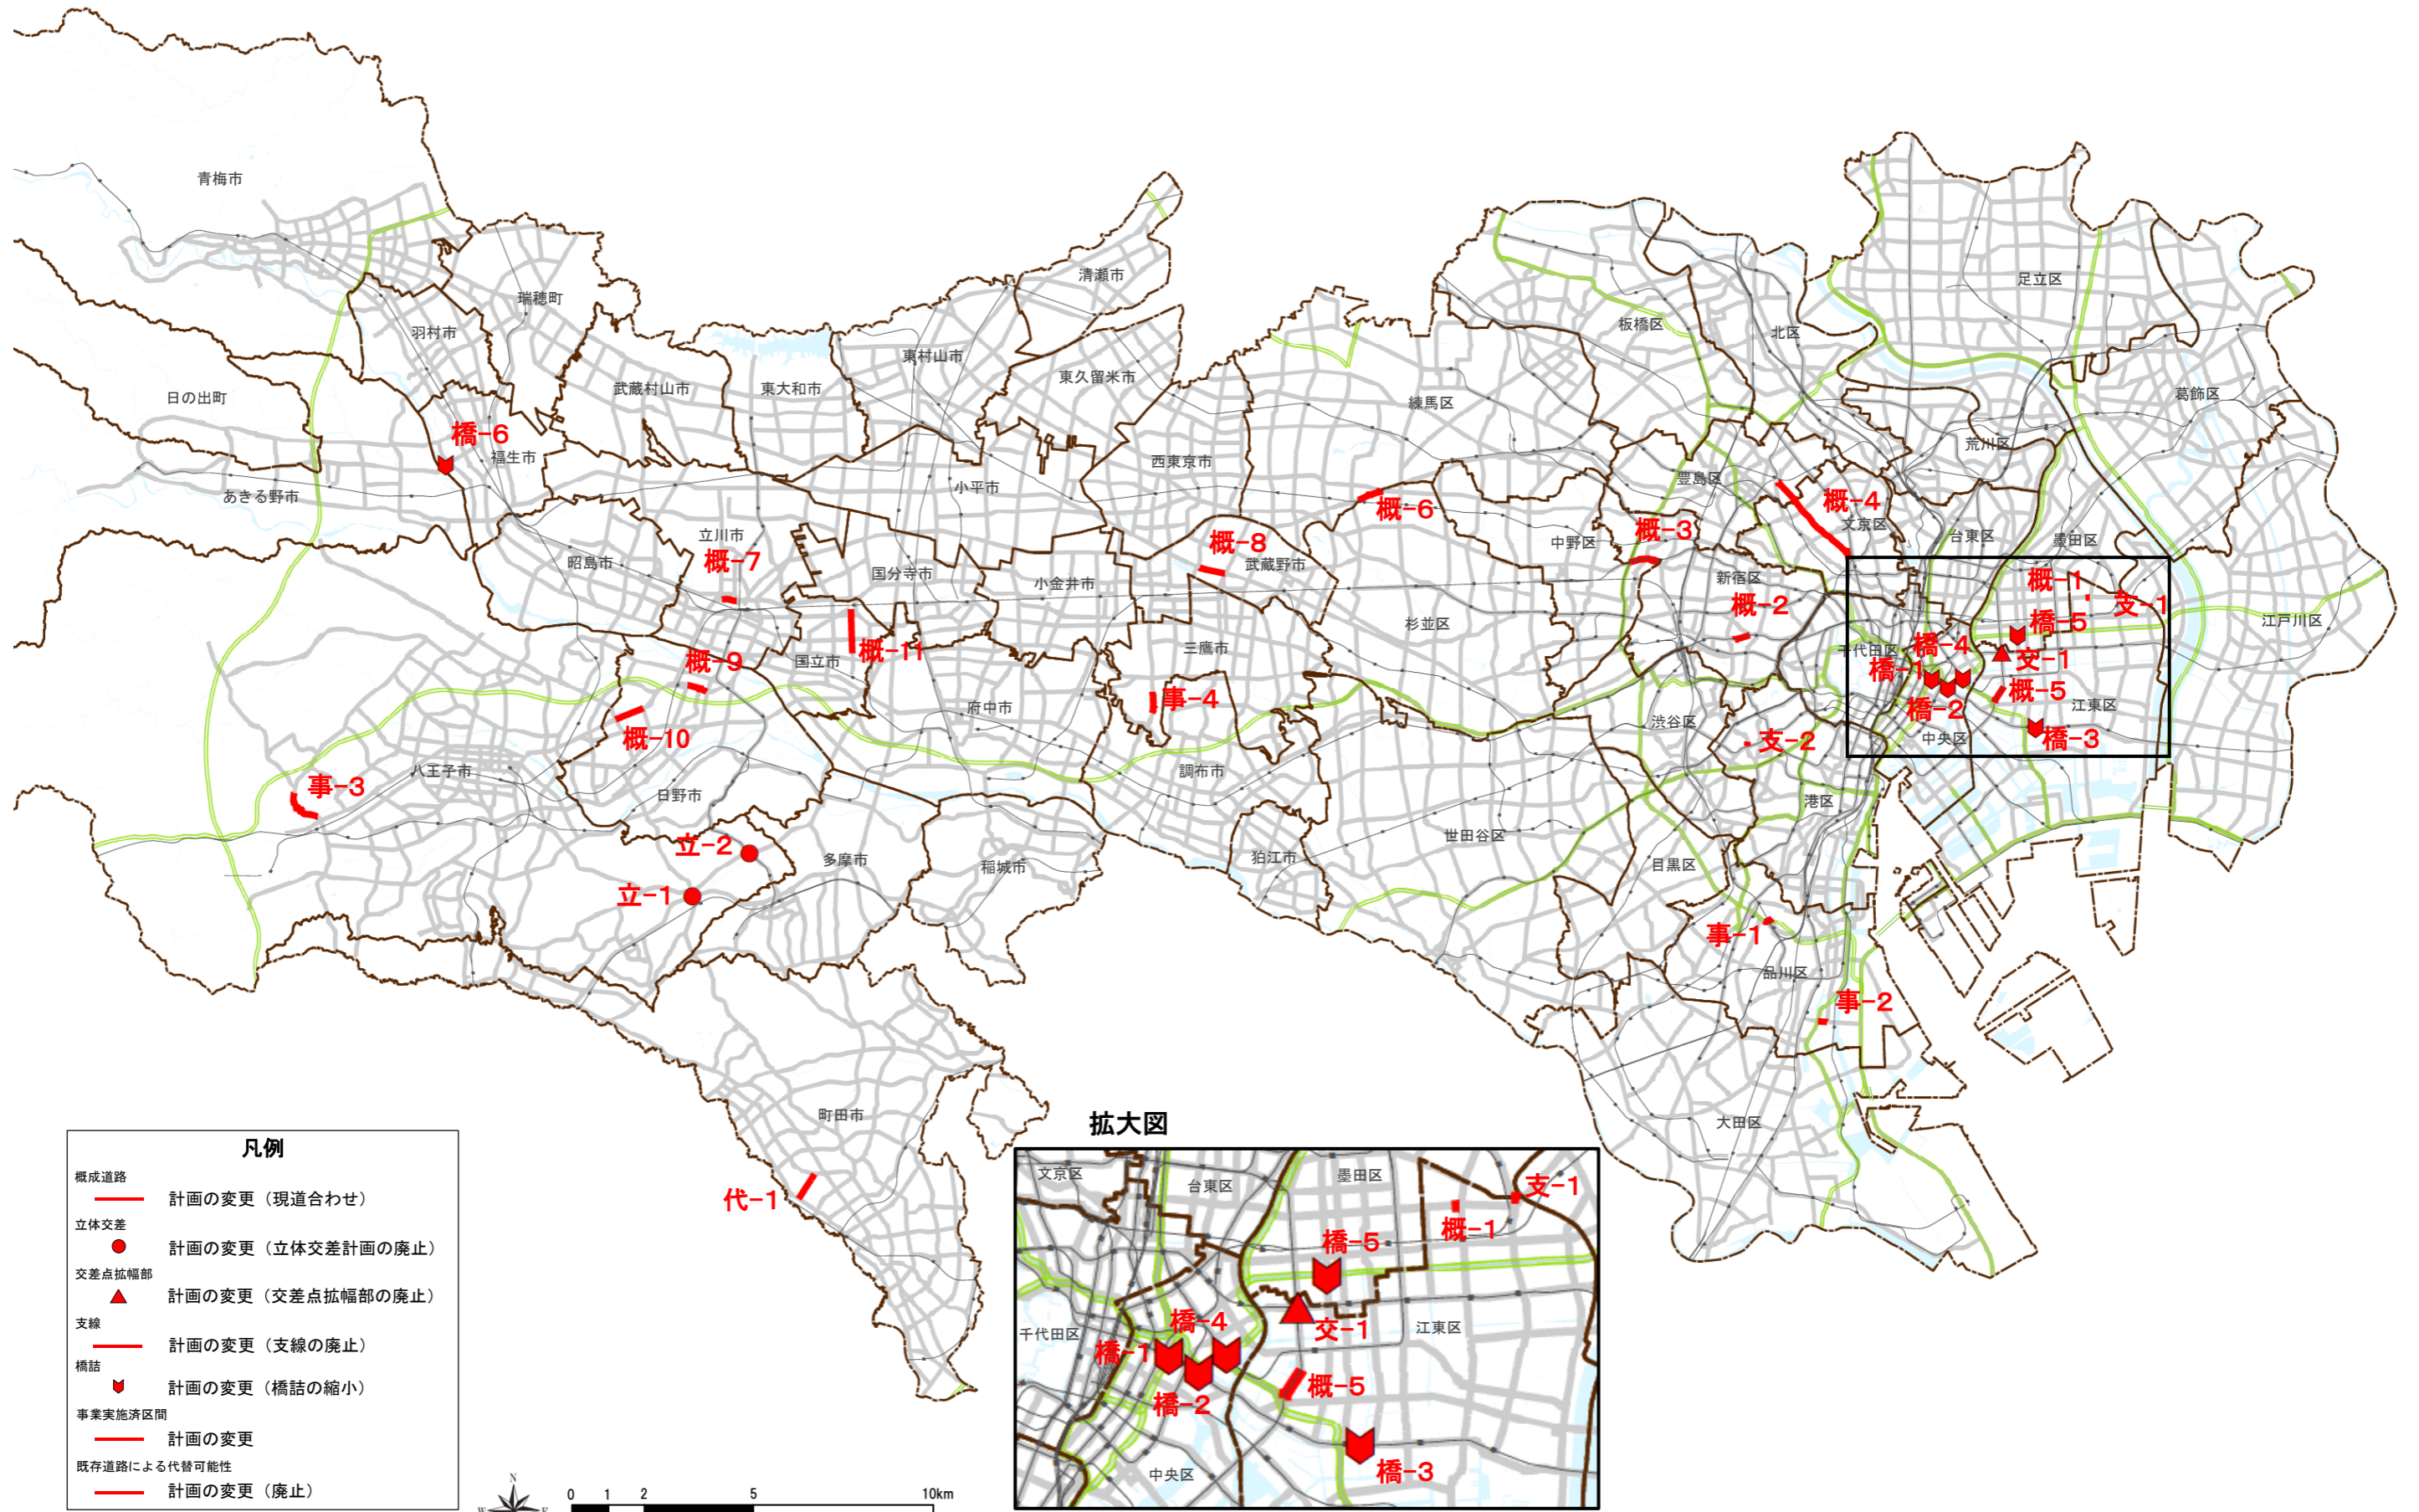 青梅市
瑞穂町
羽村市
日の出町
武蔵村山市
東大和市
東村山市
清瀬市
東久留米市
橋-6
福生市
あきる野市
西東京市
小平市
立川市
概-7
昭島市
国分寺市
小金井市
概-8
武蔵野市
概-6
練馬区
板橋区
北区
足立区
葛飾区
荒川区
豊島区
概-4
文京区
中野区
概-3
新宿区
概-2
台東区
墨田区
概-1
支-1
橋-5
江戸川区
杉並区
三鷹市
国立市
概-11
概-9
概-10
府中市
事-4
千代田区
橋-4
交-1
橋-1
概-5
橋-2
江東区
中央区
橋-3
渋谷区
支-2
調布市
八王子市
事-3
日野市
立-2
立-1
多摩市
稲城市
狛江市
世田谷区
目黒区
港区
事-1
品川区
事-2
大田区
町田市
代-1
拡大図
文京区
台東区
墨田区
支-1
概-1
橋-5
橋-4
千代田区
交-1
江東区
橋-1
概-5
橋-2
橋-3
中央区
凡例
概成道路
計画の変更（現道合わせ）
立体交差
計画の変更（立体交差計画の廃止）
交差点拡幅部
計画の変更（交差点拡幅部の廃止）
支線
計画の変更（支線の廃止）
橋詰
計画の変更（橋詰の縮小）
事業実施済区間
計画の変更
既存道路による代替可能性
計画の変更（廃止）
N
W E
0 1 2 5 10km